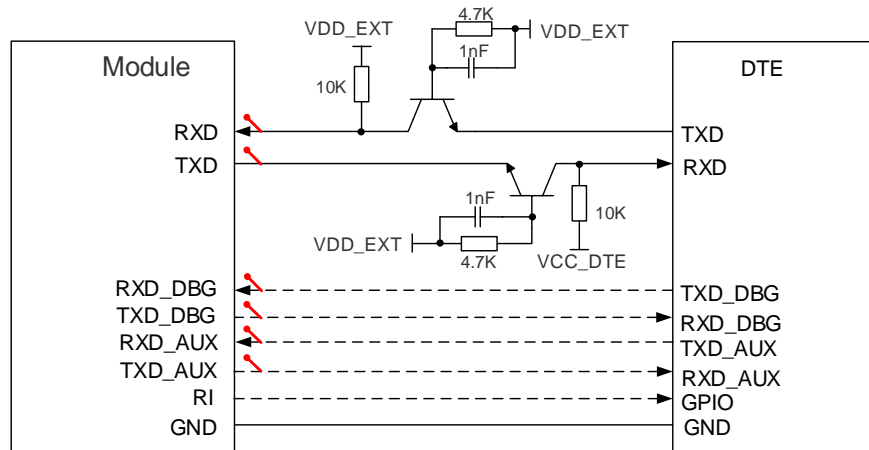 4.7K
VDD_EXT
VDD_EXT
1nF
Module
DTE
10K
RXD
TXD
TXD
RXD
1nF
10K
VDD_EXT
4.7K
VCC_DTE
RXD_DBG
TXD_DBG
TXD_DBG
RXD_DBG
RXD_AUX
TXD_AUX
TXD_AUX
RXD_AUX
RI
GPIO
GND
GND